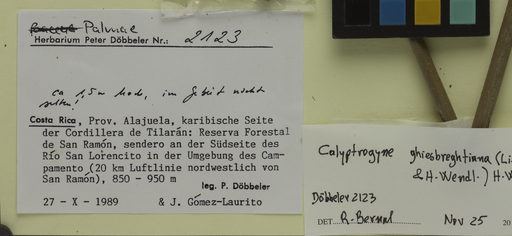 Palmae
Herbarium Peter Döbbeler Nr.: 2123
ca 1,5 m hoch, im Gebiet nicht
selten!
Costa Rica, Prov. Alajuela, karibische Seite
der Cordillera de Tilarán: Reserva Forestal
de San Ramón, sendero an der Südseite des
Río San Lorencito in der Umgebung des Cam-
pamento (20 km Luftlinie nordwestlich von
San Ramón), 850 - 950 m
leg. P. Döbbeler
27 - X - 1989 & J. Gómez-Laurito
Calyptrogyne ghiesbreghtiana (Li
& H. Wendl.) H. W
Döbbeler 2123
DET. R. Bernal Nov 25 20